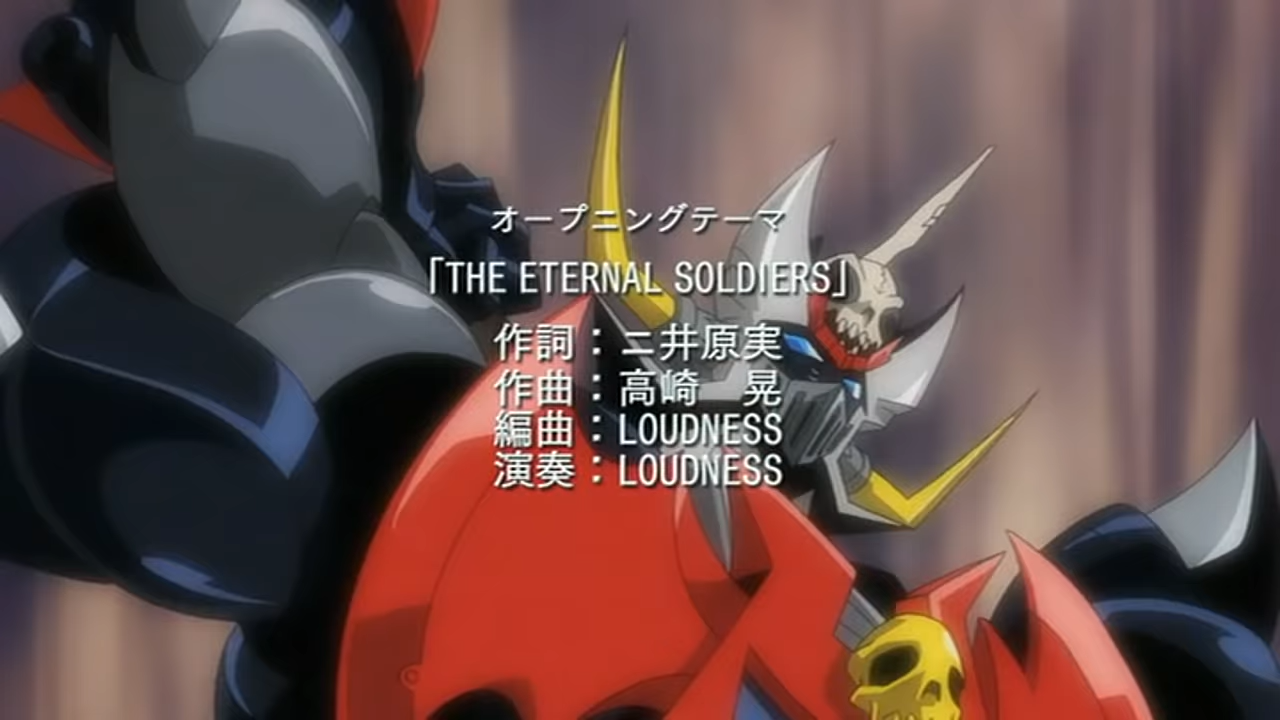 オープニングテーマ
「THE ETERNAL SOLDIERS」
作詞：二井原実
作曲：高崎　晃
編曲：LOUDNESS
演奏：LOUDNESS